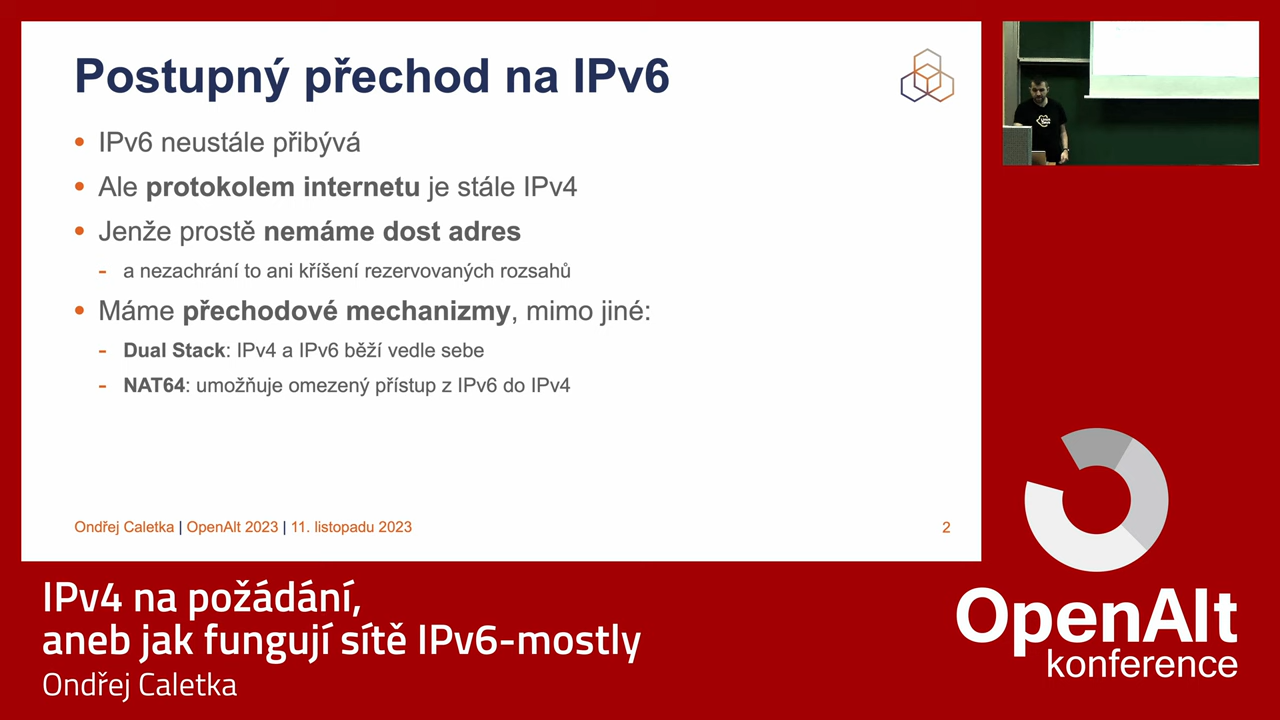 Postupný přechod na IPv6
• IPv6 neustále přibývá
• Ale protokolem internetu je stále IPv4
• Jenže prostě nemáme dost adres
- a nezachrání to ani kříšení rezervovaných rozsahů
• Máme přechodové mechanizmy, mimo jiné:
- Dual Stack: IPv4 a IPv6 běží vedle sebe
- NAT64: umožňuje omezený přístup z IPv6 do IPv4
Ondřej Caletka | OpenAlt 2023 | 11. listopadu 2023
2
IPv4 na požádání,
aneb jak fungují sítě IPv6-mostly
Ondřej Caletka
OpenAlt
konference